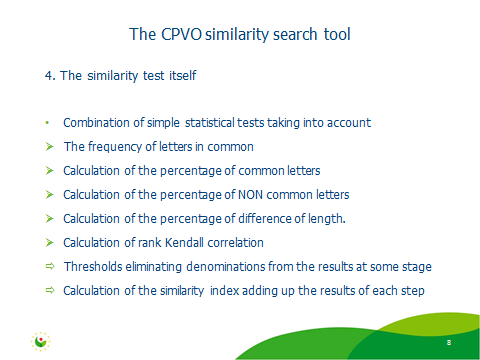 The CPVO similarity search tool
4. The similarity test itself
• Combination of simple statistical tests taking into account
➢ The frequency of letters in common
➢ Calculation of the percentage of common letters
➢ Calculation of the percentage of NON common letters
➢ Calculation of the percentage of difference of length.
➢ Calculation of rank Kendall correlation
⇨ Thresholds eliminating denominations from the results at some stage
⇨ Calculation of the similarity index adding up the results of each step
8